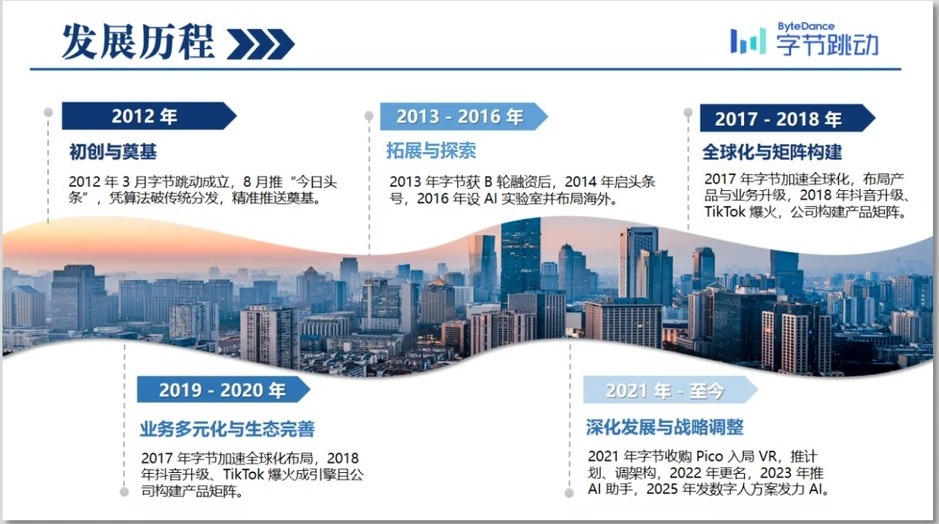 发展历程
ByteDance
字节跳动
2012 年
初创与奠基
2012 年 3 月字节跳动成立，8 月推“今日头
条”，凭算法破传统分发，精准推送奠基。
2013 - 2016 年
拓展与探索
2013 年字节获 B 轮融资后，2014 年启头条
号，2016 年设 AI 实验室并布局海外。
2017 - 2018 年
全球化与矩阵构建
2017 年字节加速全球化，布局产
品与业务升级，2018 年抖音升级、
TikTok 爆火，公司构建产品矩阵。
2019 - 2020 年
业务多元化与生态完善
2017 年字节加速全球化布局，2018
年抖音升级、TikTok 爆火成引擎且公
司构建产品矩阵。
2021 年 - 至今
深化发展与战略调整
2021 年字节收购 Pico 入局 VR，推计
划、调架构，2022 年更名，2023 年推
AI 助手，2025 年发数字人方案发力 AI。